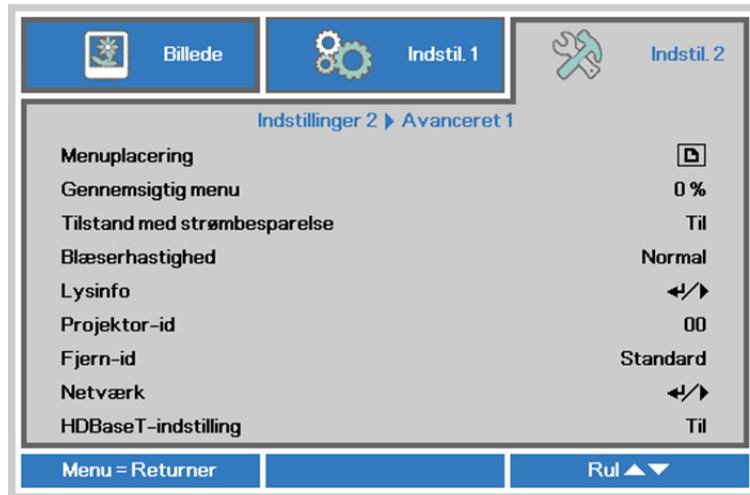 Billede
Indstil. 1
Indstil. 2
Indstillinger 2 Avanceret 1
Menuplacering
Gennemsigtig menu 0 %
Tilstand med strømbesparelse Til
Blæserhastighed Normal
Lysinfo ↵/▶
Projektor-id 00
Fjern-id Standard
Netværk ↵/▶
HDBaseT-indstilling Til
Menu = Returner Rul ▲▼